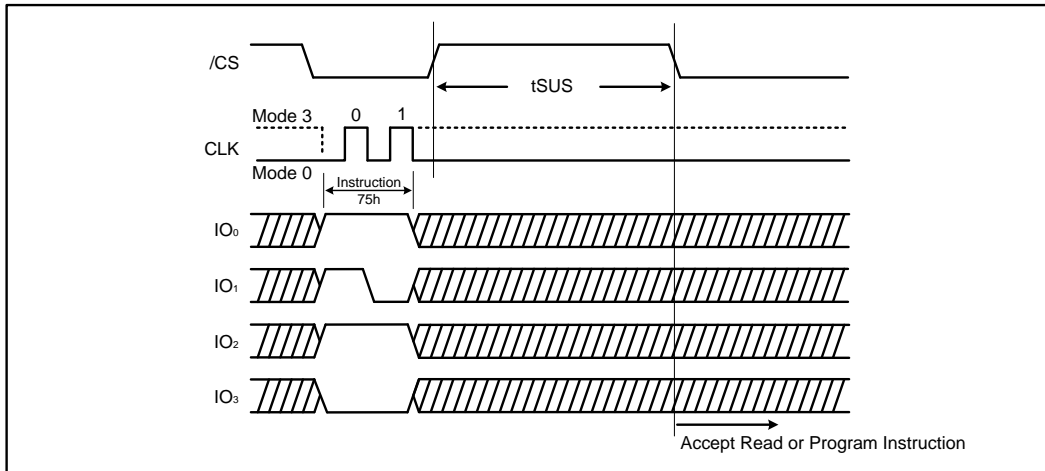 /CS
tSUS
Mode 3 0 1
CLK
Mode 0
Instruction
75h
IO₀
IO₁
IO₂
IO₃
Accept Read or Program Instruction